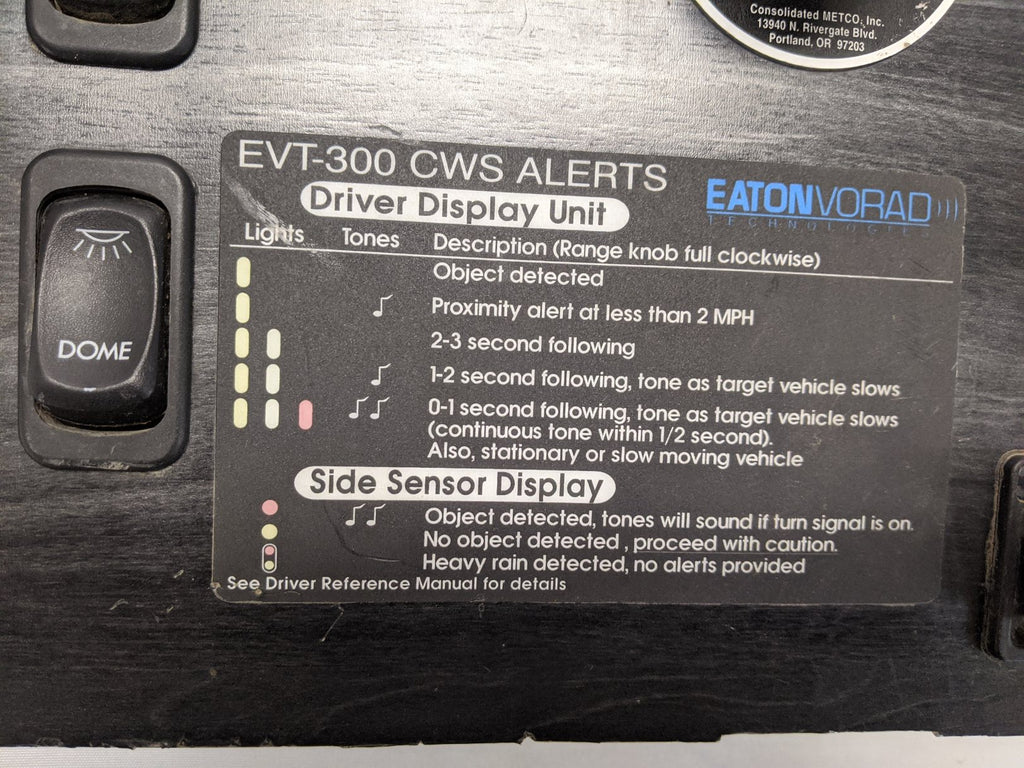 Consolidated METCO, Inc.
13940 N. Rivergate Blvd.
Portland, OR 97203
EVT-300 CWS ALERTS
EATON VORAD
TECHNOLOGIES
Driver Display Unit
Lights Tones Description (Range knob full clockwise)
Object detected
Proximity alert at less than 2 MPH
2-3 second following
1-2 second following, tone as target vehicle slows
0-1 second following, tone as target vehicle slows
(continuous tone within 1/2 second).
Also, stationary or slow moving vehicle
Side Sensor Display
Object detected, tones will sound if turn signal is on.
No object detected , proceed with caution.
Heavy rain detected, no alerts provided
See Driver Reference Manual for details
DOME